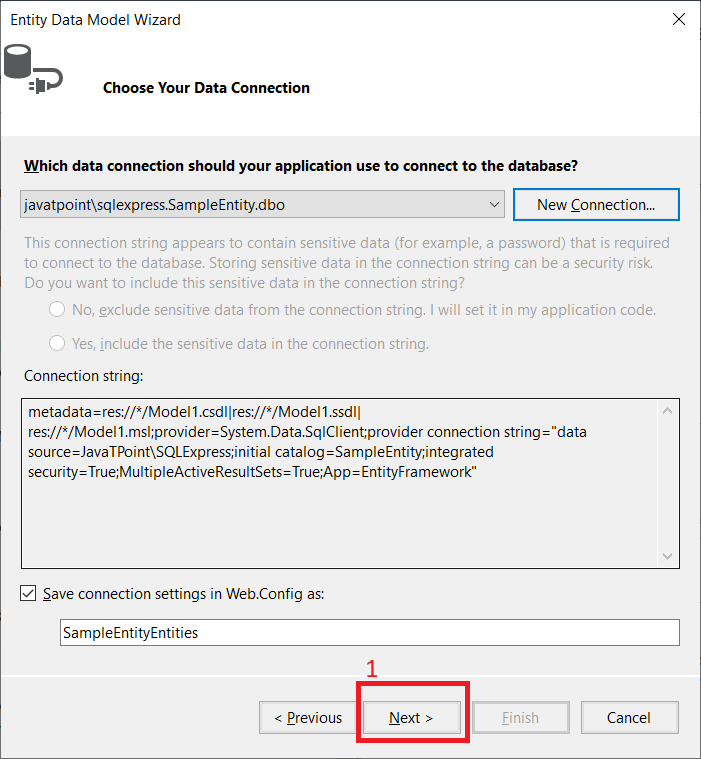 Entity Data Model Wizard
Choose Your Data Connection
Which data connection should your application use to connect to the database?
javatpoint\sqlexpress.SampleEntity.dbo
New Connection...
This connection string appears to contain sensitive data (for example, a password) that is required
to connect to the database. Storing sensitive data in the connection string can be a security risk.
Do you want to include this sensitive data in the connection string?
No, exclude sensitive data from the connection string. I will set it in my application code.
Yes, include the sensitive data in the connection string.
Connection string:
metadata=res://*/Model1.csdl|res://*/Model1.ssdl|
res://*/Model1.msl;provider=System.Data.SqlClient;provider connection string="data
source=JavaTPoint\SQLExpress;initial catalog=SampleEntity;integrated
security=True;MultipleActiveResultSets=True;App=EntityFramework"
Save connection settings in Web.Config as:
SampleEntityEntities
1
< Previous
Next >
Finish
Cancel